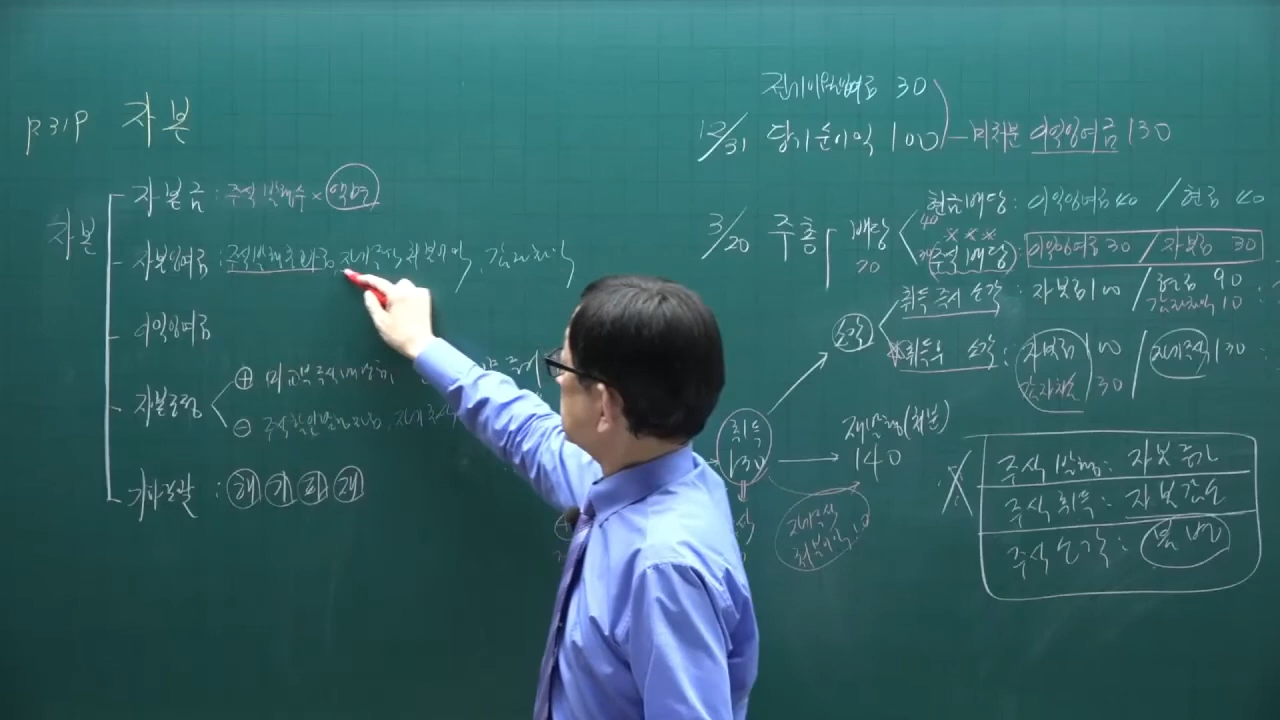 P.31P 자본
자본
자본금 : 주식발행수 × 액면
자본잉여금 : 주식발행초과금, 자기주식처분이익, 감자차익
이익잉여금
자본조정
⊕ 미교부주식배당금,
⊖ 주식할인발행차금, 자기주식
기타포괄 : 해 기 파 재
전기이월이익잉여금 30
12/31 당기순이익 100
미처분 이익잉여금 130
3/20 주총
배당 70
현금배당 : 이익잉여금 40 / 현금 40
40
×××
30 주식배당 : 이익잉여금 30 / 자본금 30
소각
취득 즉시 소각 : 자본금 100 / 현금 90
감자차익 10
취득후 소각 : 자본금 100 / 자기주식 130
감자차손 30
취득 130
재발행(처분) 140
자기주식
처분이익 10
주식발행 : 자본증가
주식취득 : 자본감소
주식소각 : 불변